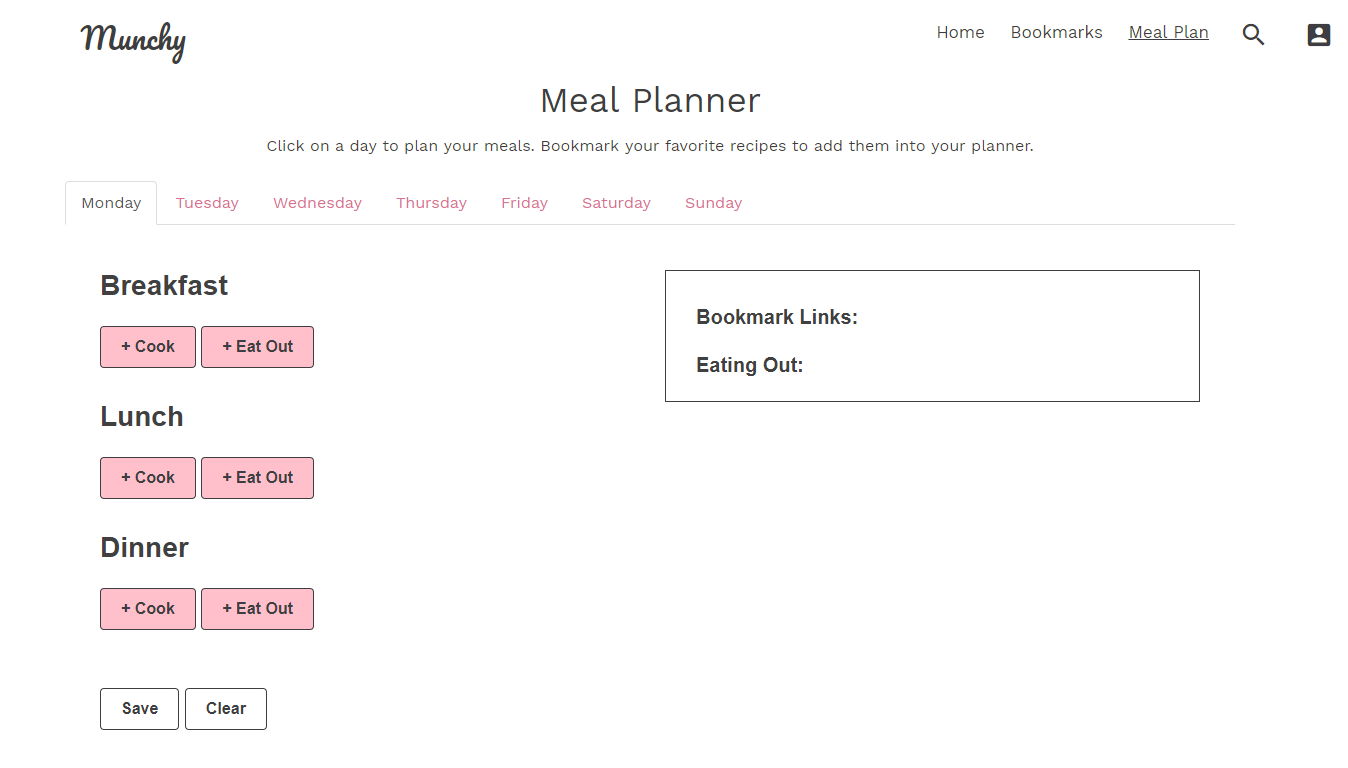 Munchy
Home Bookmarks Meal Plan
Meal Planner
Click on a day to plan your meals. Bookmark your favorite recipes to add them into your planner.
Monday Tuesday Wednesday Thursday Friday Saturday Sunday
Breakfast
+ Cook + Eat Out
Lunch
+ Cook + Eat Out
Dinner
+ Cook + Eat Out
Save Clear
Bookmark Links:
Eating Out: